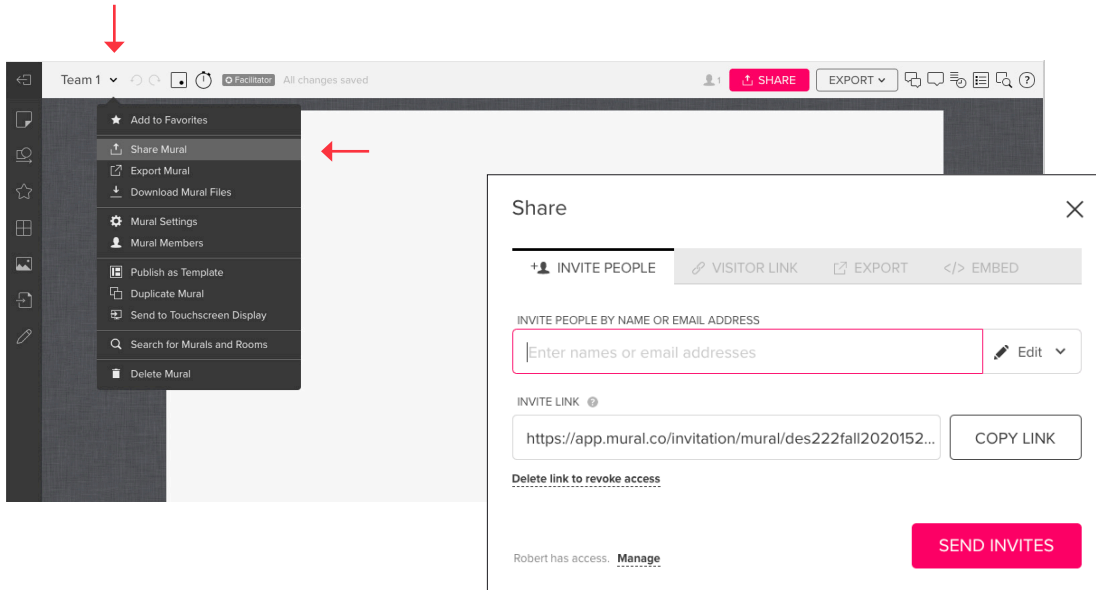 Team 1
Facilitator
All changes saved
1
SHARE
EXPORT
Add to Favorites
Share Mural
Export Mural
Download Mural Files
Mural Settings
Mural Members
Publish as Template
Duplicate Mural
Send to Touchscreen Display
Search for Murals and Rooms
Delete Mural
Share
INVITE PEOPLE
VISITOR LINK
EXPORT
</> EMBED
INVITE PEOPLE BY NAME OR EMAIL ADDRESS
Enter names or email addresses
Edit
INVITE LINK
https://app.mural.co/invitation/mural/des222fall2020152...
COPY LINK
Delete link to revoke access
Robert has access. Manage
SEND INVITES